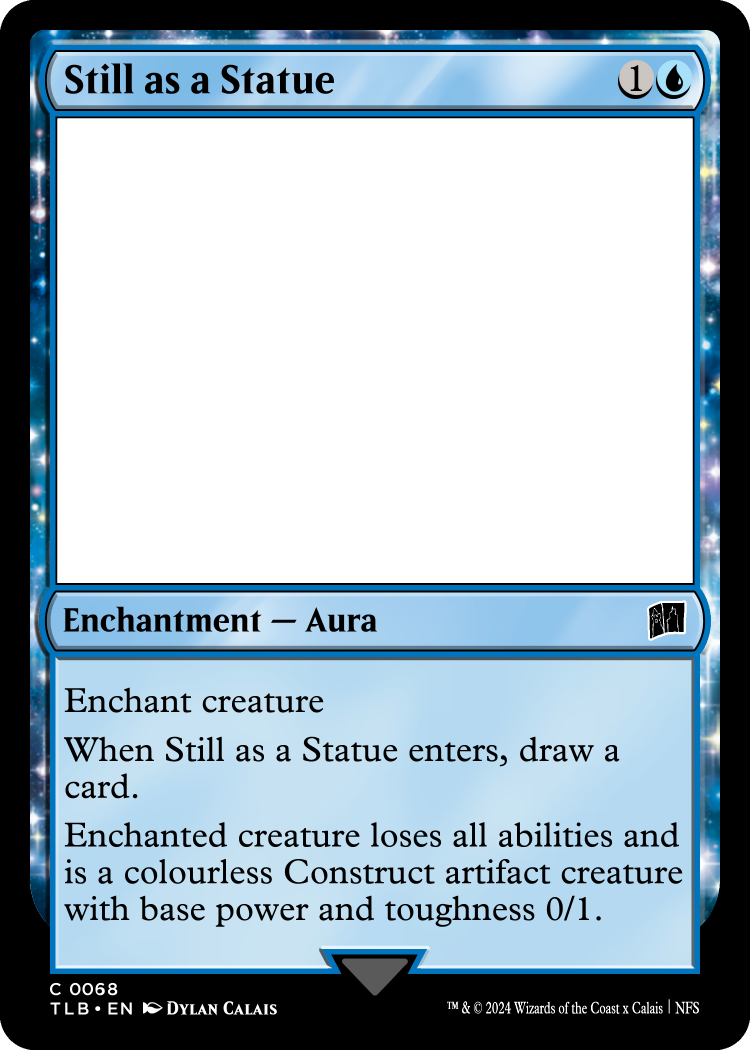 Still as a Statue 1
Enchantment — Aura
Enchant creature
When Still as a Statue enters, draw a
card.
Enchanted creature loses all abilities and
is a colourless Construct artifact creature
with base power and toughness 0/1.
C 0068
TLB • EN Dylan Calais
™ & © 2024 Wizards of the Coast x Calais | NFS